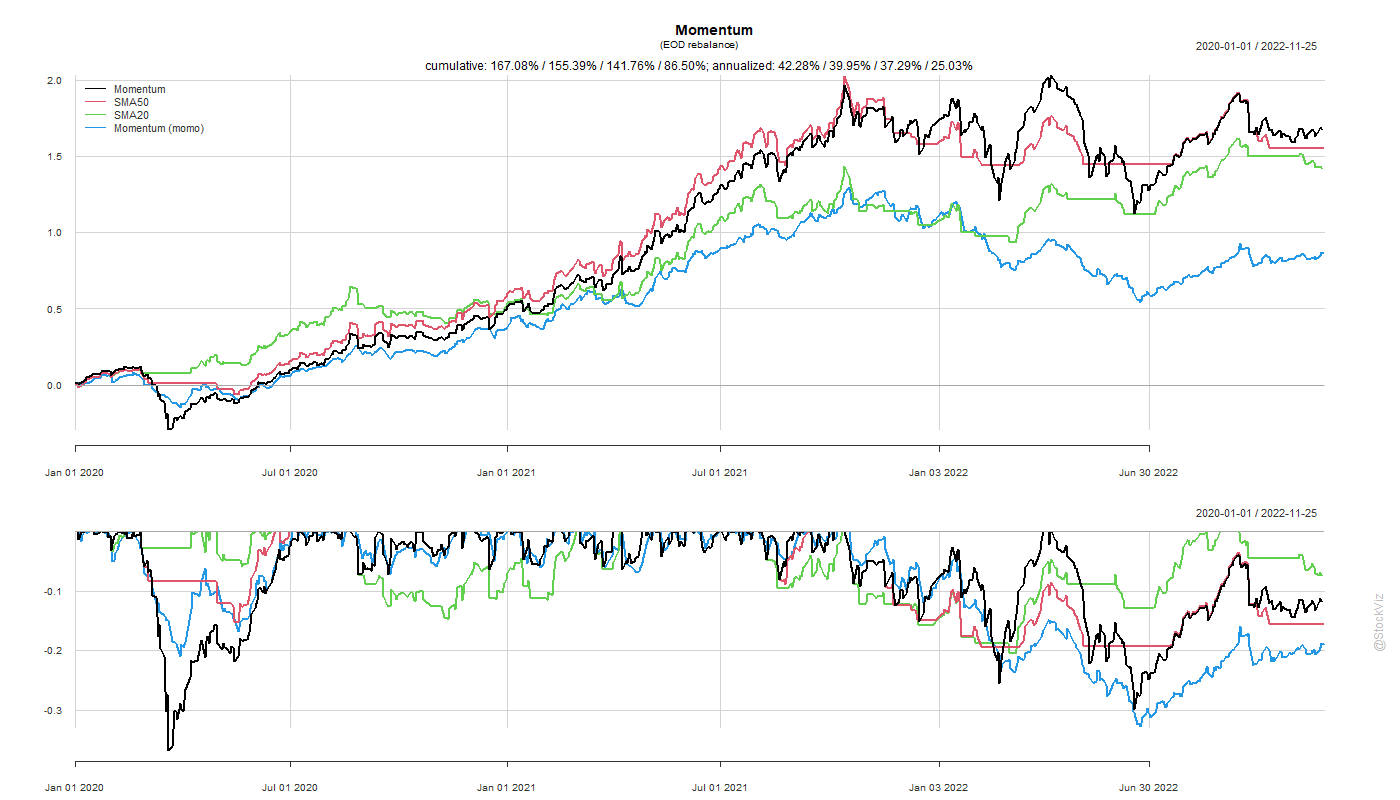 Momentum
(EOD rebalance)
2020-01-01 / 2022-11-25
cumulative: 167.08% / 155.39% / 141.76% / 86.50%; annualized: 42.28% / 39.95% / 37.29% / 25.03%
2.0
Momentum
SMA50
SMA20
Momentum (momo)
1.5
1.0
0.5
0.0
Jan 01 2020 Jul 01 2020 Jan 01 2021 Jul 01 2021 Jan 03 2022 Jun 30 2022
2020-01-01 / 2022-11-25
-0.1
-0.2
-0.3
Jan 01 2020 Jul 01 2020 Jan 01 2021 Jul 01 2021 Jan 03 2022 Jun 30 2022
@StockViz